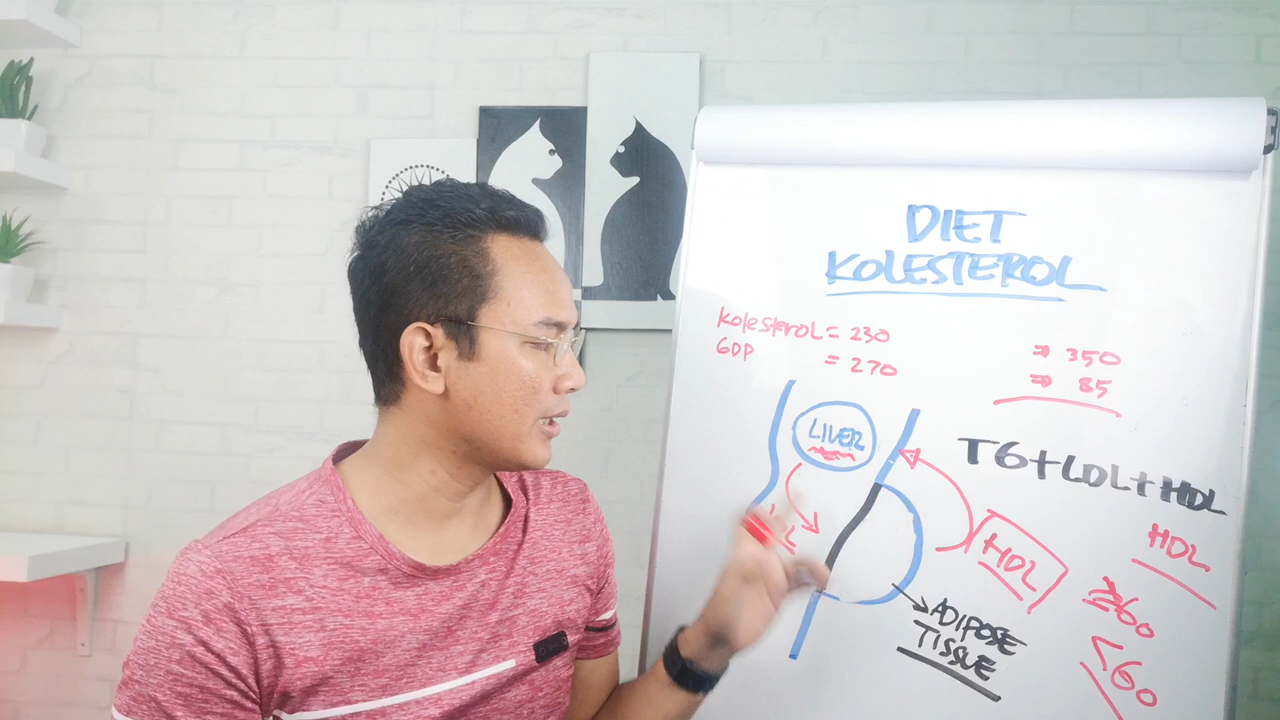 DIET
KOLESTEROL
Kolesterol = 230 ⇒ 350
GDP = 270 ⇒ 85
LIVER
TG+LDL+HDL
HDL
HDL
≥60
<60
ADIPOSE
TISSUE